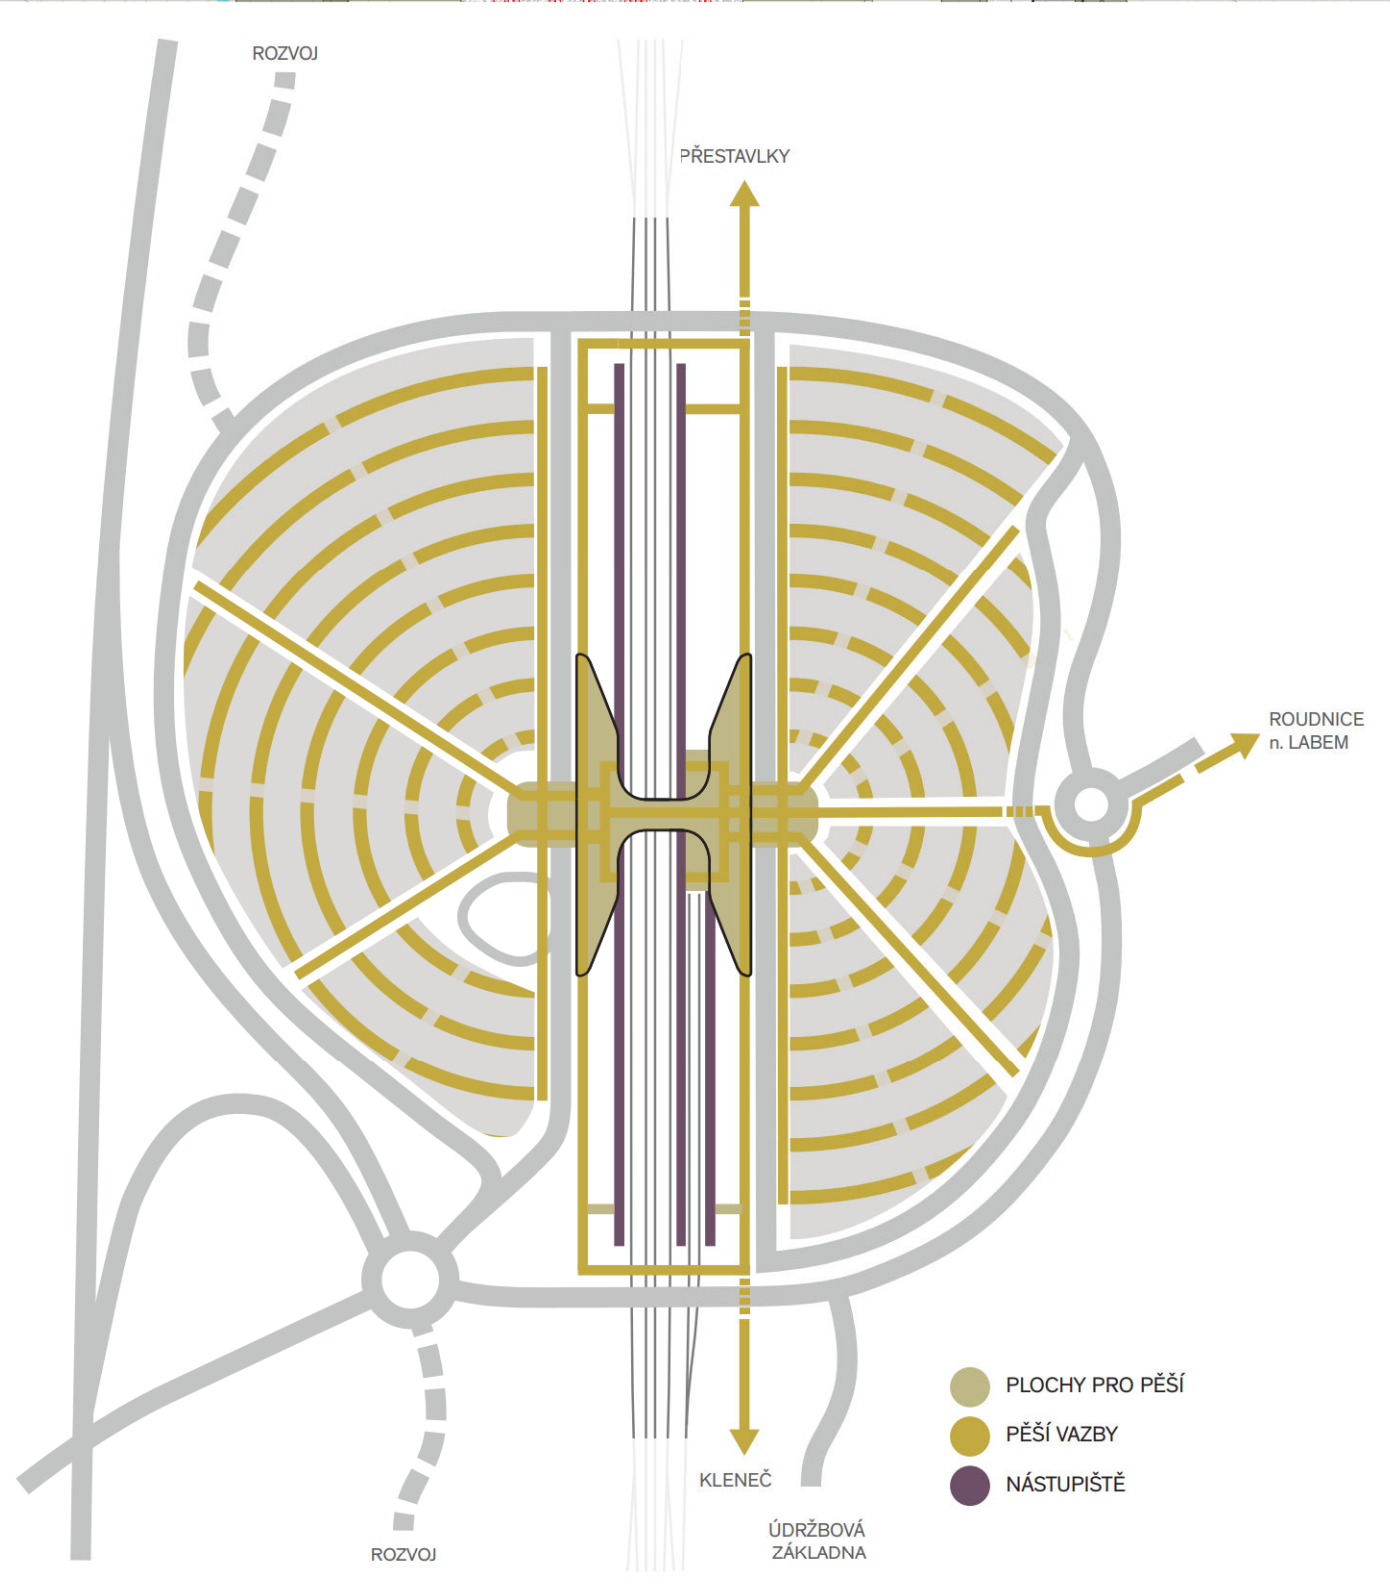 ROZVOJ
PŘESTAVLKY
ROUDNICE
n. LABEM
PLOCHY PRO PĚŠÍ
PĚŠÍ VAZBY
NÁSTUPIŠTĚ
KLENEČ
ÚDRŽBOVÁ
ZÁKLADNA
ROZVOJ